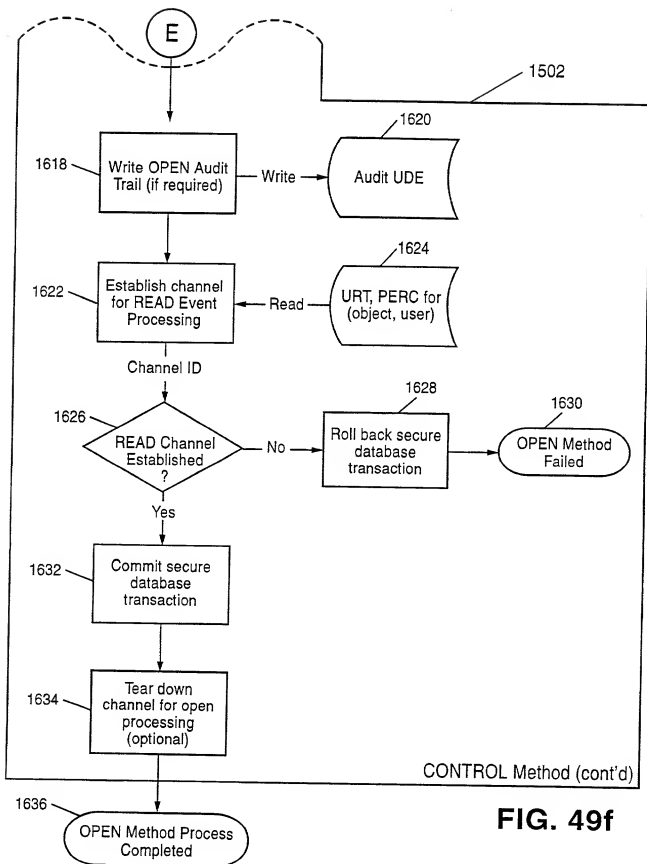 E
1502
1620
1618
Write OPEN Audit
Trail (if required)
Write
Audit UDE
1624
1622
Establish channel
for READ Event
Processing
Read
URT, PERC for
(object, user)
Channel ID
1628
1626
1630
READ Channel
Established
?
No
Roll back secure
database
transaction
OPEN Method
Failed
Yes
1632
Commit secure
database
transaction
1634
Tear down
channel for open
processing
(optional)
CONTROL Method (cont'd)
1636
OPEN Method Process
Completed
FIG. 49f